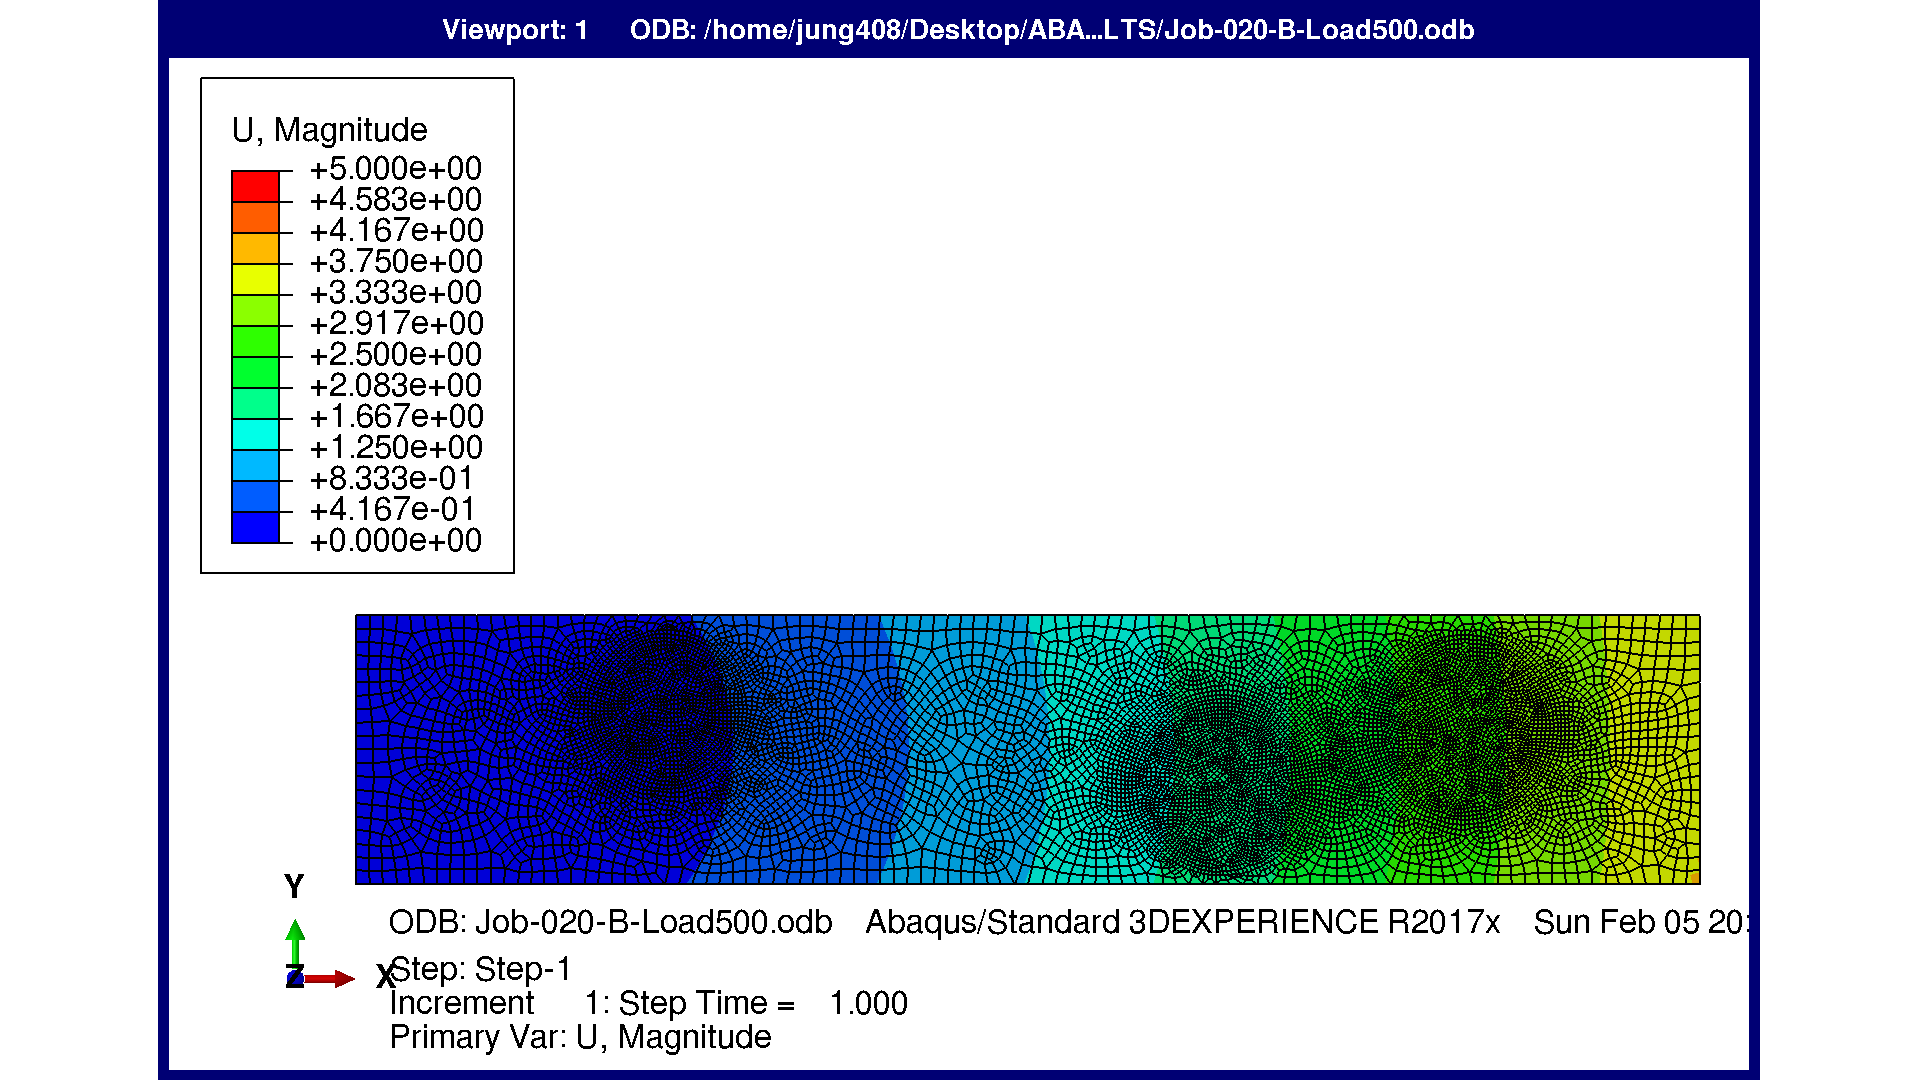 Viewport: 1 ODB: /home/jung408/Desktop/ABA...LTS/Job-020-B-Load500.odb
U, Magnitude
+5.000e+00
+4.583e+00
+4.167e+00
+3.750e+00
+3.333e+00
+2.917e+00
+2.500e+00
+2.083e+00
+1.667e+00
+1.250e+00
+8.333e-01
+4.167e-01
+0.000e+00
Y
Z
X
ODB: Job-020-B-Load500.odb Abaqus/Standard 3DEXPERIENCE R2017x Sun Feb 05 20:
Step: Step-1
Increment 1: Step Time = 1.000
Primary Var: U, Magnitude